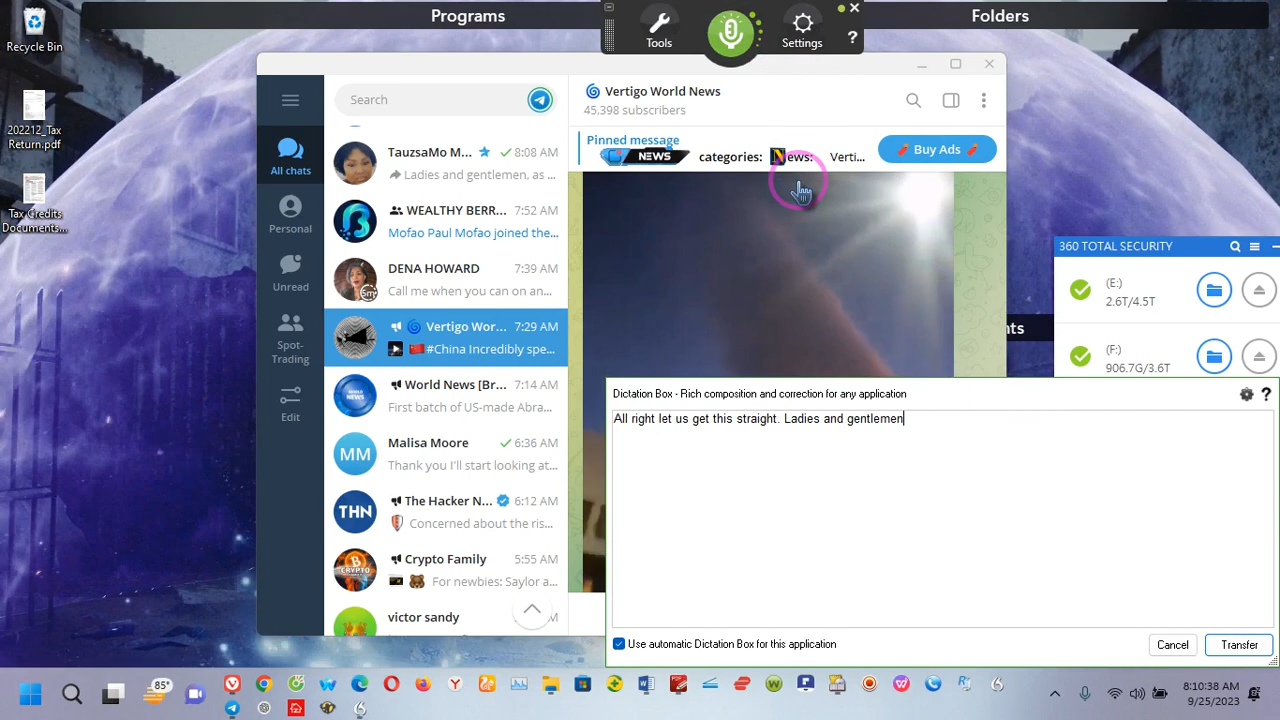 Programs
Folders
Recycle Bin
202212_Tax
Return.pdf
Tax Credits
Documents...
Tools
Settings
?
Search
All chats
Personal
Unread
Spot-
Trading
Edit
TauzsaMo M... 8:08 AM
Ladies and gentlemen, as ...
WEALTHY BERR... 7:52 AM
Mofao Paul Mofao joined the...
DENA HOWARD 7:39 AM
5m
Call me when you can on an...
🌀 Vertigo Wor... 7:29 AM
🇨🇳#China Incredibly spe...
WORLD
NEWS
World News [Br... 7:14 AM
First batch of US-made Abra...
MM
Malisa Moore 6:36 AM
Thank you I'll start looking at...
THN
The Hacker N... 6:12 AM
Concerned about the ris...
CRYPTO
Crypto Family 5:55 AM
🐻 For newbies: Saylor a...
victor sandy
🌀 Vertigo World News
45,398 subscribers
Pinned message
NEWS categories: News: Verti...
🧨 Buy Ads 🧨
360 TOTAL SECURITY
(E:)
2.6T/4.5T
nts
(F:)
906.7G/3.6T
Dictation Box - Rich composition and correction for any application
?
All right let us get this straight. Ladies and gentlemen
Use automatic Dictation Box for this application
Cancel
Transfer
85°
8:10:38 AM
9/25/2023